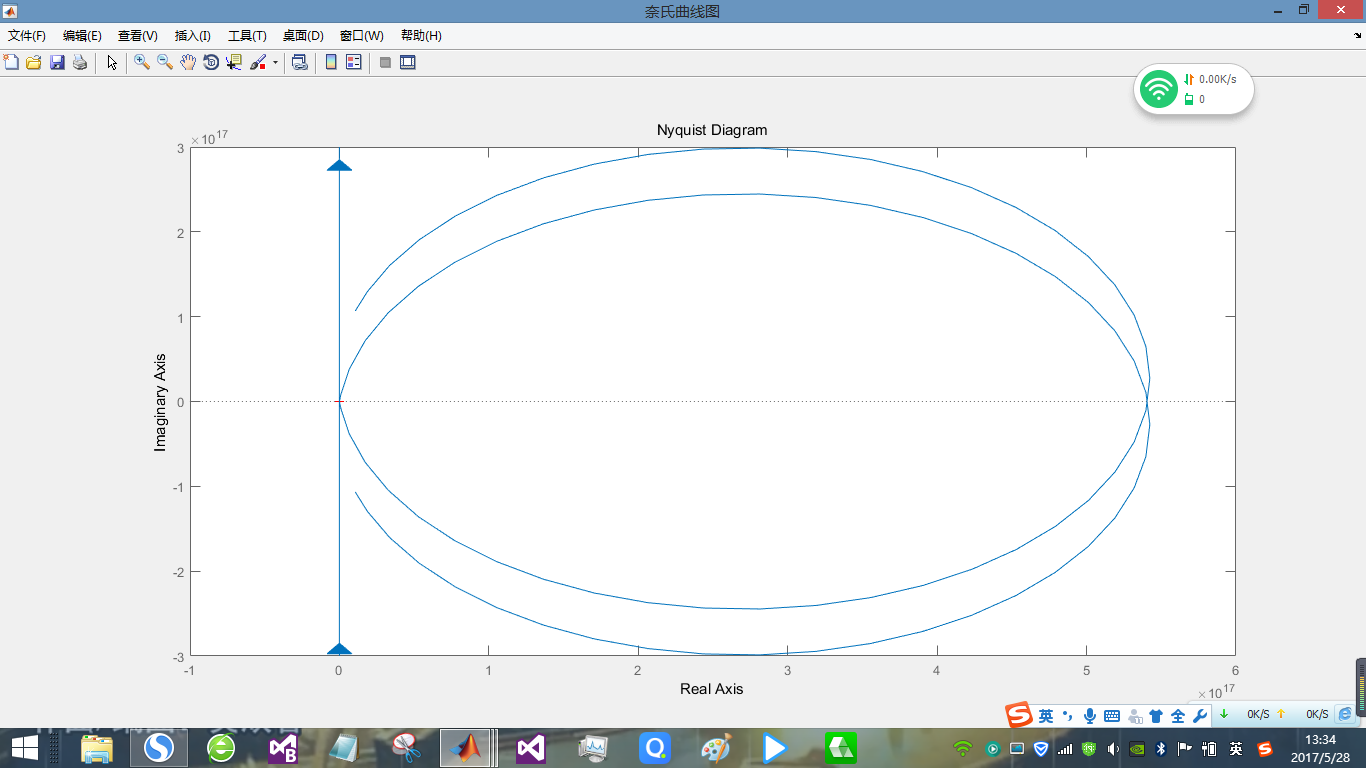 奈氏曲线图
文件(F) 编辑(E) 查看(V) 插入(I) 工具(T) 桌面(D) 窗口(W) 帮助(H)
0.00K/s
0
Nyquist Diagram
×10^17
3
2
1
0
-1
-2
-3
Imaginary Axis
-1 0 1 2 3 4 5 6
Real Axis
×10^17
英 全 0K/S 0K/S
英
13:34
2017/5/28